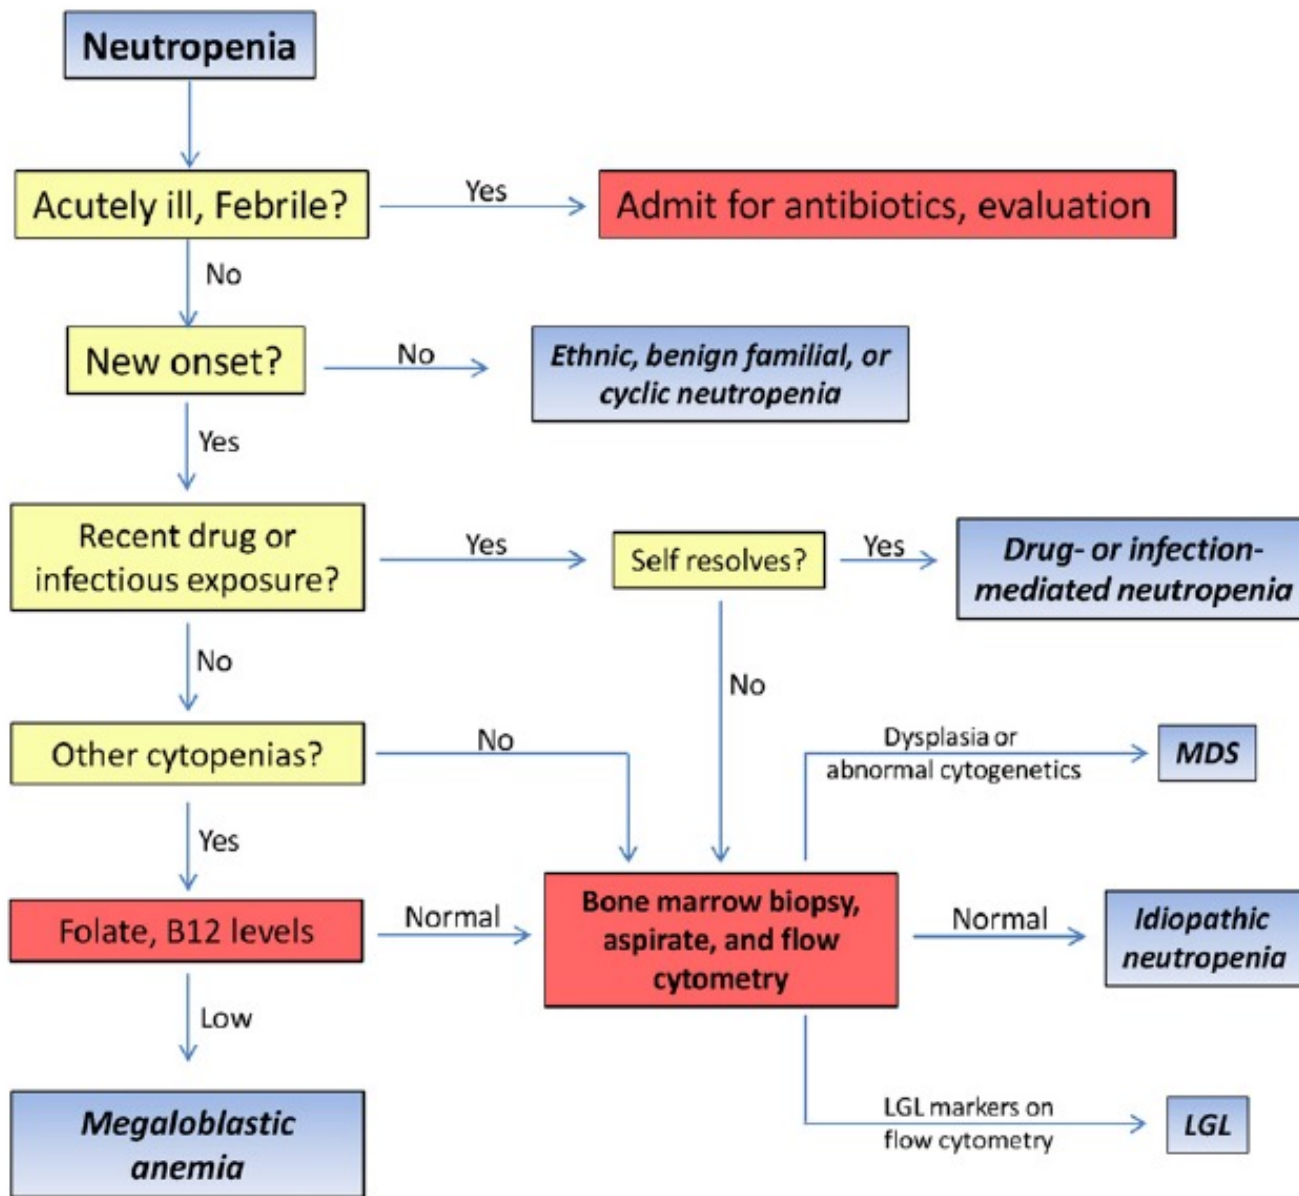 Neutropenia
Acutely ill, Febrile?
Yes
Admit for antibiotics, evaluation
No
New onset?
No
Ethnic, benign familial, or
cyclic neutropenia
Yes
Recent drug or
infectious exposure?
Yes
Self resolves?
Yes
Drug- or infection-
mediated neutropenia
No
No
Other cytopenias?
No
Dysplasia or
abnormal cytogenetics
MDS
Yes
Folate, B12 levels
Normal
Bone marrow biopsy,
aspirate, and flow
cytometry
Normal
Idiopathic
neutropenia
Low
Megaloblastic
anemia
LGL markers on
flow cytometry
LGL